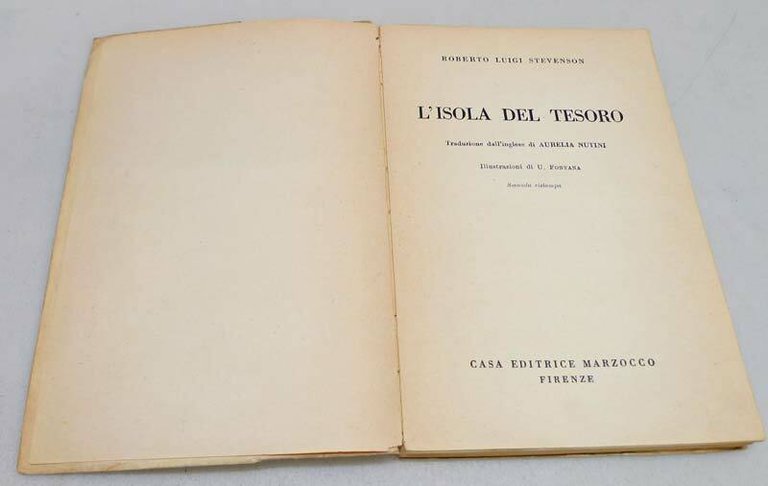 ROBERTO LUIGI STEVENSON
L'ISOLA DEL TESORO
Traduzione dall'inglese di AURELIA NUTINI
Illustrazioni di U. FONTANA
Seconda ristampa
CASA EDITRICE MARZOCCO
FIRENZE